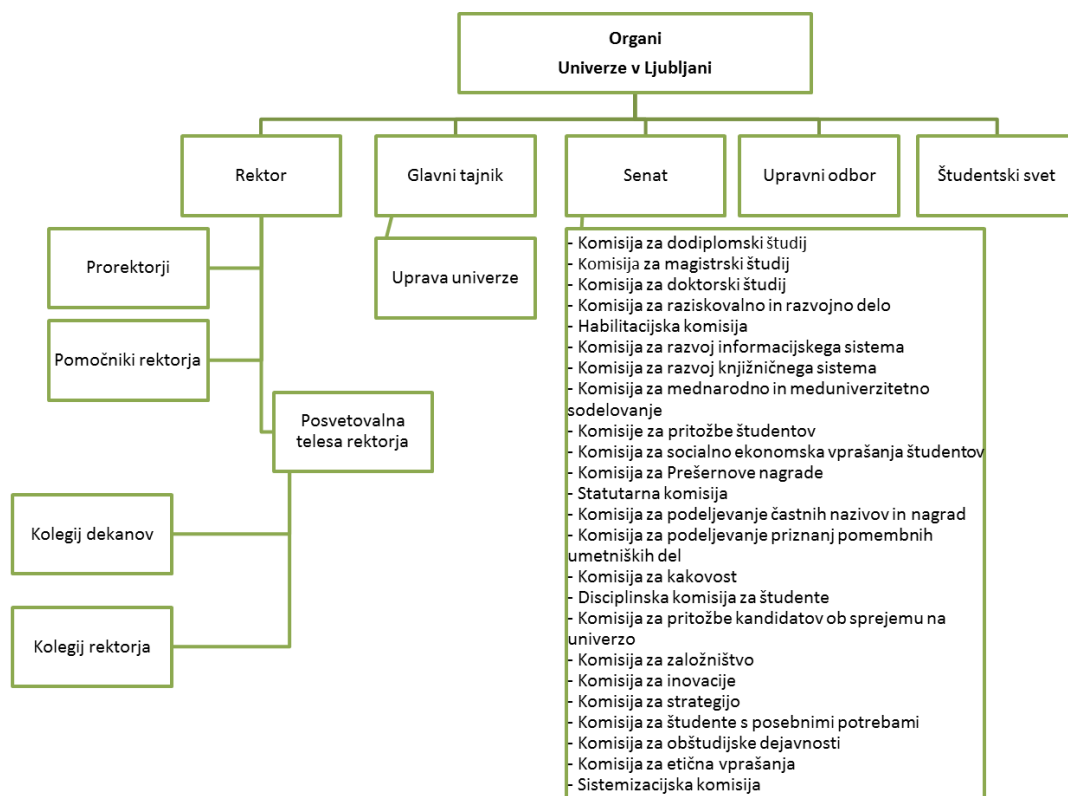 Organi
Univerze v Ljubljani
Rektor
Glavni tajnik
Senat
Upravni odbor
Študentski svet
Prorektorji
Pomočniki rektorja
Posvetovalna
telesa rektorja
Kolegij dekanov
Kolegij rektorja
Uprava univerze
- Komisija za dodiplomski študij
- Komisija za magistrski študij
- Komisija za doktorski študij
- Komisija za raziskovalno in razvojno delo
- Habilitacijska komisija
- Komisija za razvoj informacijskega sistema
- Komisija za razvoj knjižničnega sistema
- Komisija za mednarodno in meduniverzitetno
sodelovanje
- Komisije za pritožbe študentov
- Komisija za socialno ekonomska vprašanja študentov
- Komisija za Prešernove nagrade
- Statutarna komisija
- Komisija za podeljevanje častnih nazivov in nagrad
- Komisija za podeljevanje priznanj pomembnih
umetniških del
- Komisija za kakovost
- Disciplinska komisija za študente
- Komisija za pritožbe kandidatov ob sprejemu na
univerzo
- Komisija za založništvo
- Komisija za inovacije
- Komisija za strategijo
- Komisija za študente s posebnimi potrebami
- Komisija za obštudijske dejavnosti
- Komisija za etična vprašanja
- Sistemizacijska komisija